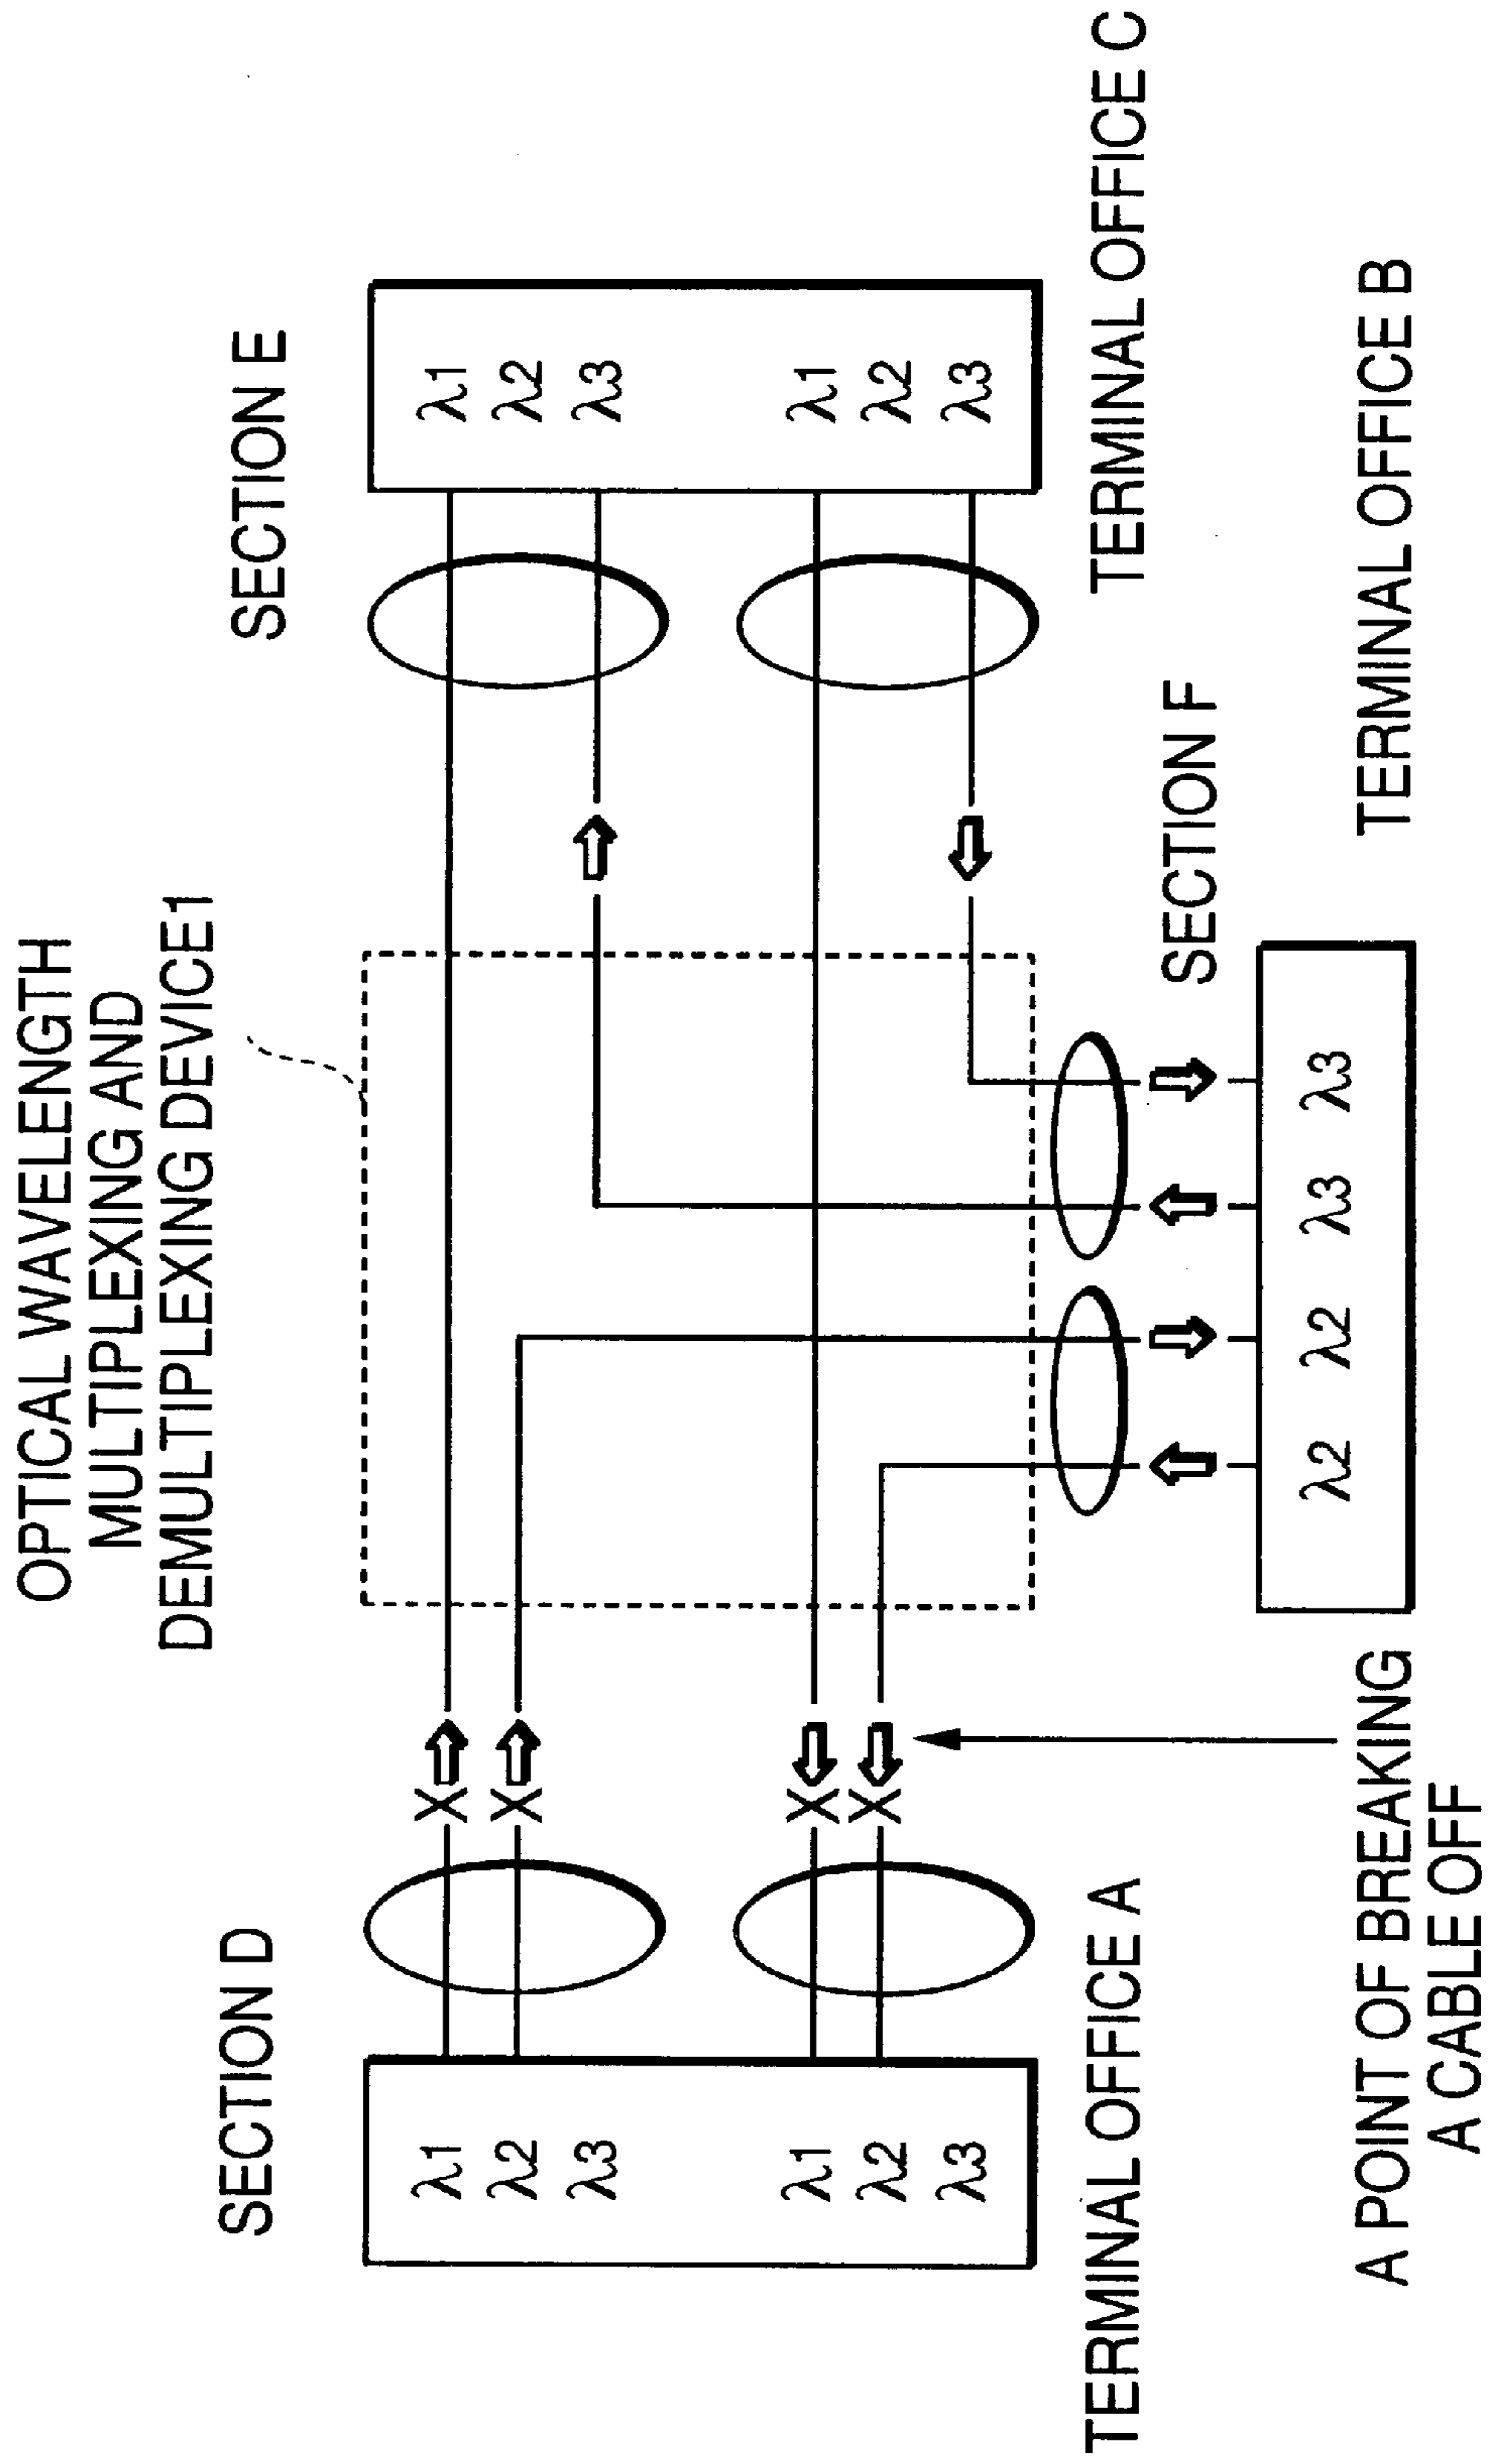 OPTICAL WAVELENGTH
MULTIPLEXING AND
DEMULTIPLEXING DEVICE1
SECTION D
SECTION E
λ1
λ2
λ3
λ1
λ2
λ3
X
X
X
X
λ1
λ2
λ3
λ1
λ2
λ3
TERMINAL OFFICE A
SECTION F
TERMINAL OFFICE C
λ2
λ2
λ3
λ3
A POINT OF BREAKING
A CABLE OFF
TERMINAL OFFICE B